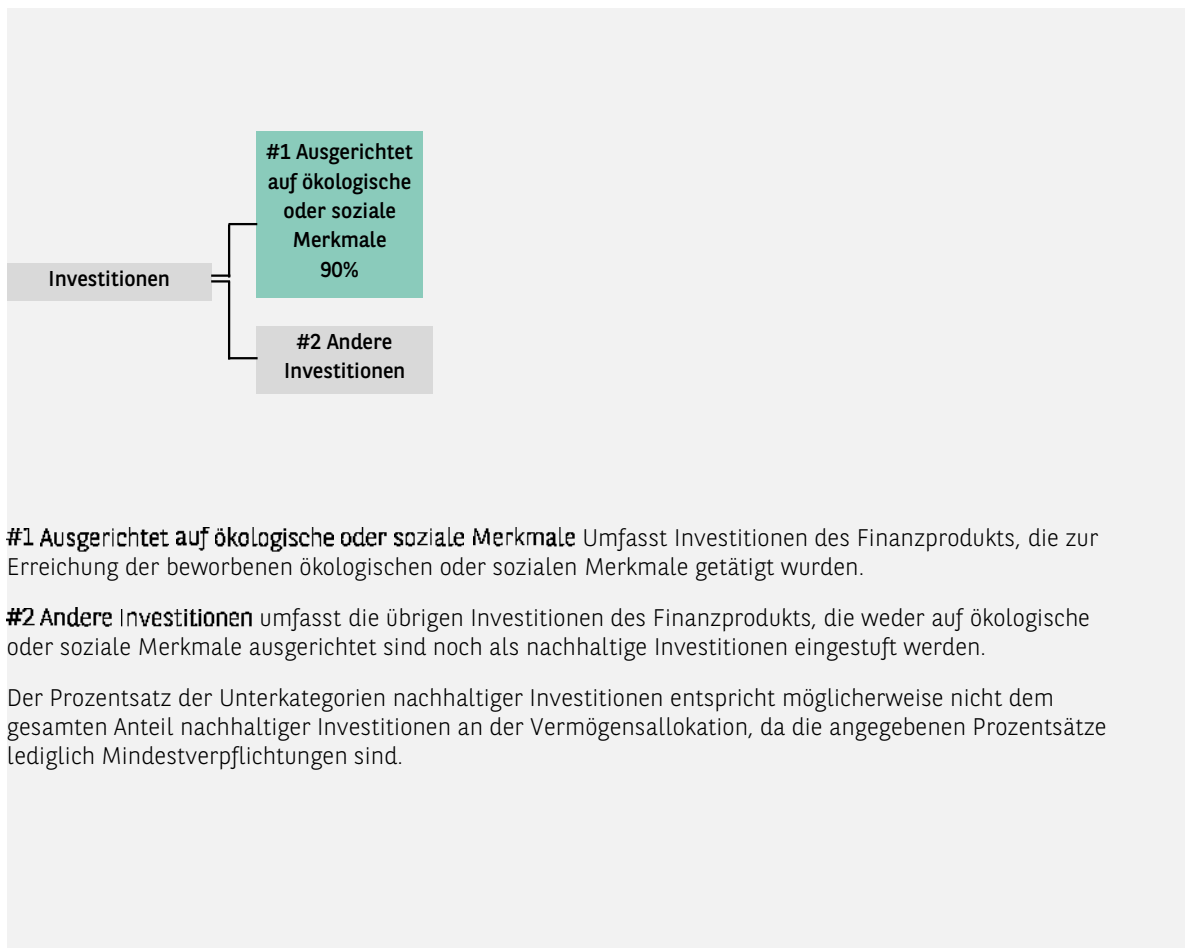 #1 Ausgerichtet
auf ökologische
oder soziale
Merkmale
90%
Investitionen
#2 Andere
Investitionen
#1 Ausgerichtet auf ökologische oder soziale Merkmale Umfasst Investitionen des Finanzprodukts, die zur
Erreichung der beworbenen ökologischen oder sozialen Merkmale getätigt wurden.
#2 Andere Investitionen umfasst die übrigen Investitionen des Finanzprodukts, die weder auf ökologische
oder soziale Merkmale ausgerichtet sind noch als nachhaltige Investitionen eingestuft werden.
Der Prozentsatz der Unterkategorien nachhaltiger Investitionen entspricht möglicherweise nicht dem
gesamten Anteil nachhaltiger Investitionen an der Vermögensallokation, da die angegebenen Prozentsätze
lediglich Mindestverpflichtungen sind.